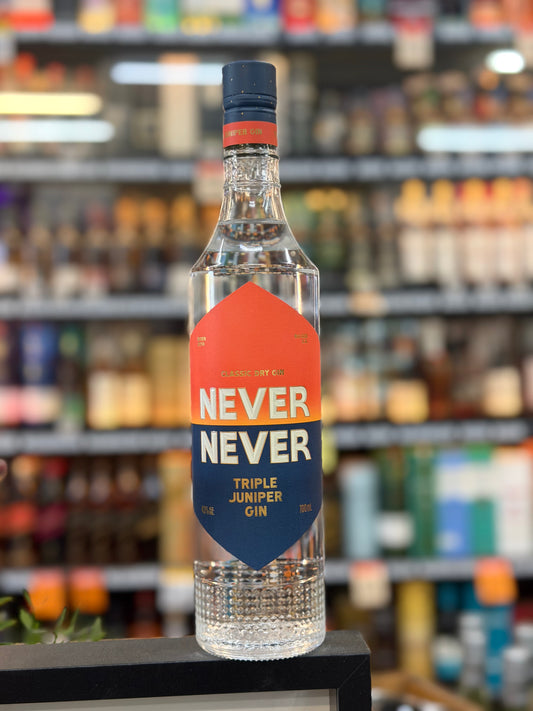 JUNIPER GIN
CLASSIC DRY GIN
NEVER
NEVER
TRIPLE
JUNIPER
GIN
700mL